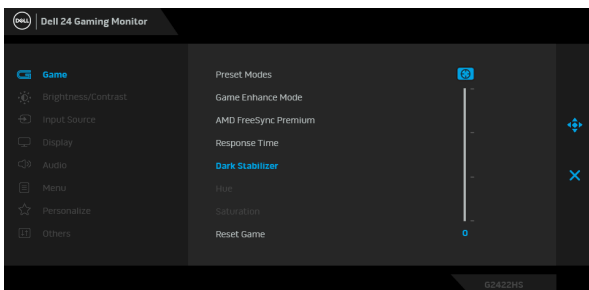 DELL Dell 24 Gaming Monitor
Game
Brightness/Contrast
Input Source
Display
Audio
Menu
Personalize
Others
Preset Modes
Game Enhance Mode
AMD FreeSync Premium
Response Time
Dark Stabilizer
Hue
Saturation
Reset Game
0
G2422HS